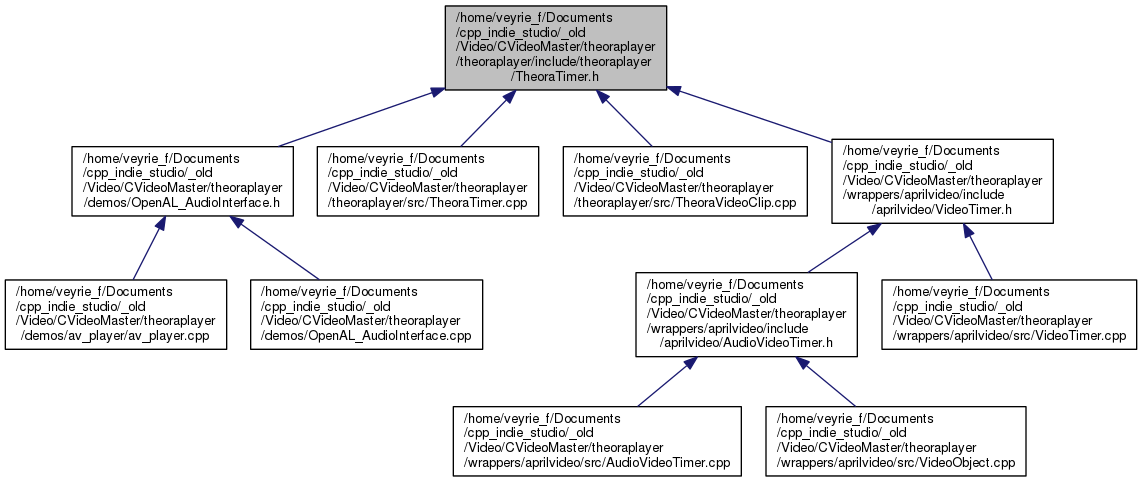 /home/veyrie_f/Documents
/cpp_indie_studio/_old
/Video/CVideoMaster/theoraplayer
/theoraplayer/include/theoraplayer
/TheoraTimer.h
/home/veyrie_f/Documents
/cpp_indie_studio/_old
/Video/CVideoMaster/theoraplayer
/demos/OpenAL_AudioInterface.h
/home/veyrie_f/Documents
/cpp_indie_studio/_old
/Video/CVideoMaster/theoraplayer
/theoraplayer/src/TheoraTimer.cpp
/home/veyrie_f/Documents
/cpp_indie_studio/_old
/Video/CVideoMaster/theoraplayer
/theoraplayer/src/TheoraVideoClip.cpp
/home/veyrie_f/Documents
/cpp_indie_studio/_old
/Video/CVideoMaster/theoraplayer
/wrappers/aprilvideo/include
/aprilvideo/VideoTimer.h
/home/veyrie_f/Documents
/cpp_indie_studio/_old
/Video/CVideoMaster/theoraplayer
/demos/av_player/av_player.cpp
/home/veyrie_f/Documents
/cpp_indie_studio/_old
/Video/CVideoMaster/theoraplayer
/demos/OpenAL_AudioInterface.cpp
/home/veyrie_f/Documents
/cpp_indie_studio/_old
/Video/CVideoMaster/theoraplayer
/wrappers/aprilvideo/include
/aprilvideo/AudioVideoTimer.h
/home/veyrie_f/Documents
/cpp_indie_studio/_old
/Video/CVideoMaster/theoraplayer
/wrappers/aprilvideo/src/VideoTimer.cpp
/home/veyrie_f/Documents
/cpp_indie_studio/_old
/Video/CVideoMaster/theoraplayer
/wrappers/aprilvideo/src/AudioVideoTimer.cpp
/home/veyrie_f/Documents
/cpp_indie_studio/_old
/Video/CVideoMaster/theoraplayer
/wrappers/aprilvideo/src/VideoObject.cpp